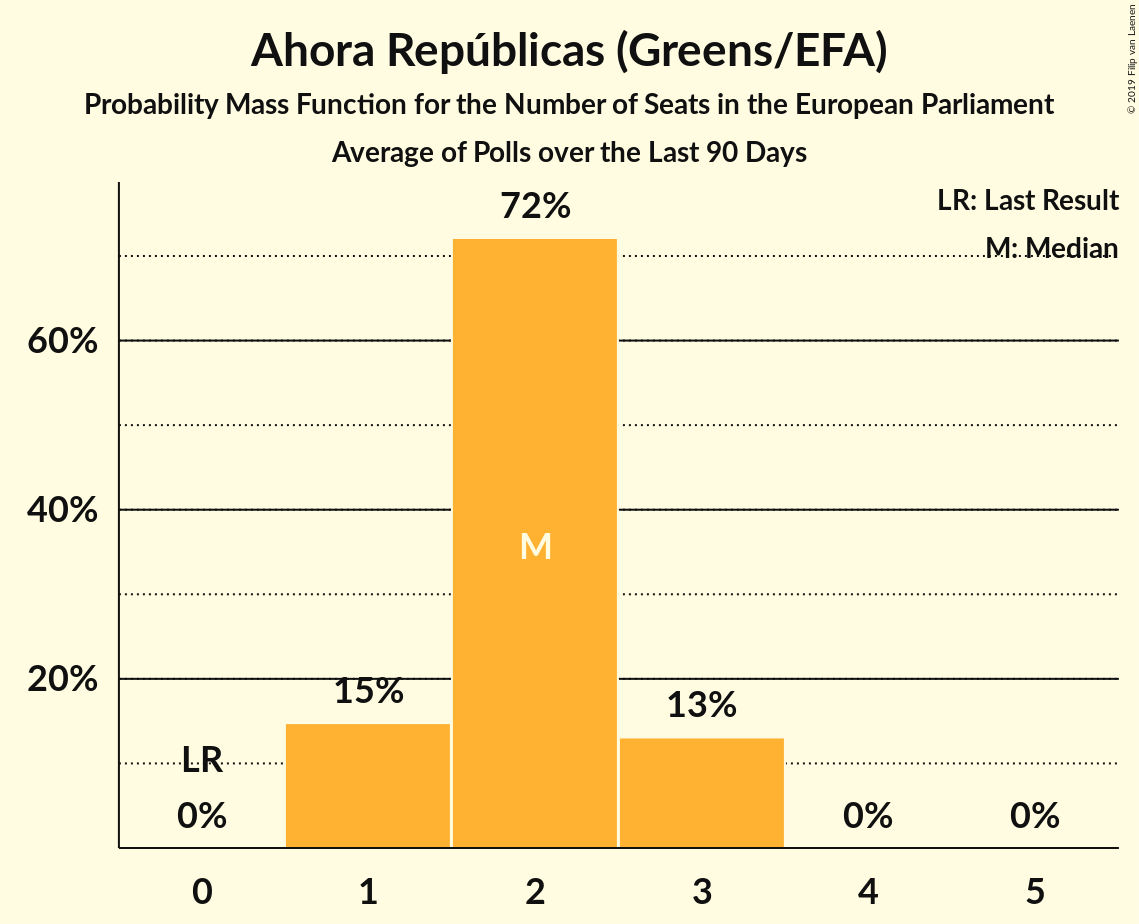 Ahora Repúblicas (Greens/EFA)
Probability Mass Function for the Number of Seats in the European Parliament
Average of Polls over the Last 90 Days
© 2019 Filip van Laenen
LR: Last Result
M: Median
72%
60%
40%
M
20%
15%
13%
LR
0%
0%
0%
0 1 2 3 4 5